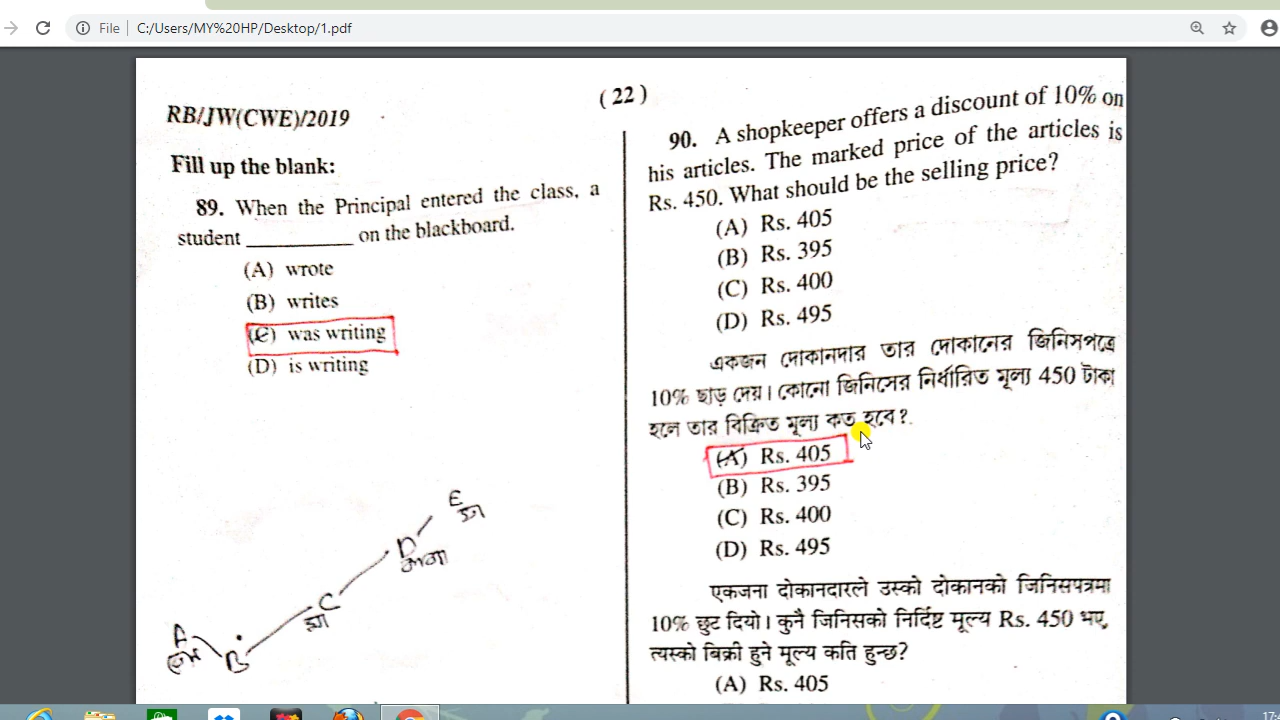 File C:/Users/MY%20HP/Desktop/1.pdf
RB/JW(CWE)/2019
( 22 )
Fill up the blank:
89. When the Principal entered the class, a
student __________ on the blackboard.
(A) wrote
(B) writes
(C) was writing
(D) is writing
E
D
C
A
B
90. A shopkeeper offers a discount of 10% on
his articles. The marked price of the articles is
Rs. 450. What should be the selling price?
(A) Rs. 405
(B) Rs. 395
(C) Rs. 400
(D) Rs. 495
একজন দোকানদার তার দোকানের জিনিসপত্রে
10% ছাড় দেয়। কোনো জিনিসের নির্ধারিত মূল্য 450 টাকা
হলে তার বিক্রিত মূল্য কত হবে?
(A) Rs. 405
(B) Rs. 395
(C) Rs. 400
(D) Rs. 495
एकजना दोकानदारले उस्को दोकानको जिनिसपत्रमा
10% छुट दियो। कुनै जिनिसको निर्दिष्ट मूल्य Rs. 450 भए,
त्यस्को बिक्री हुने मूल्य कति हुन्छ?
(A) Rs. 405